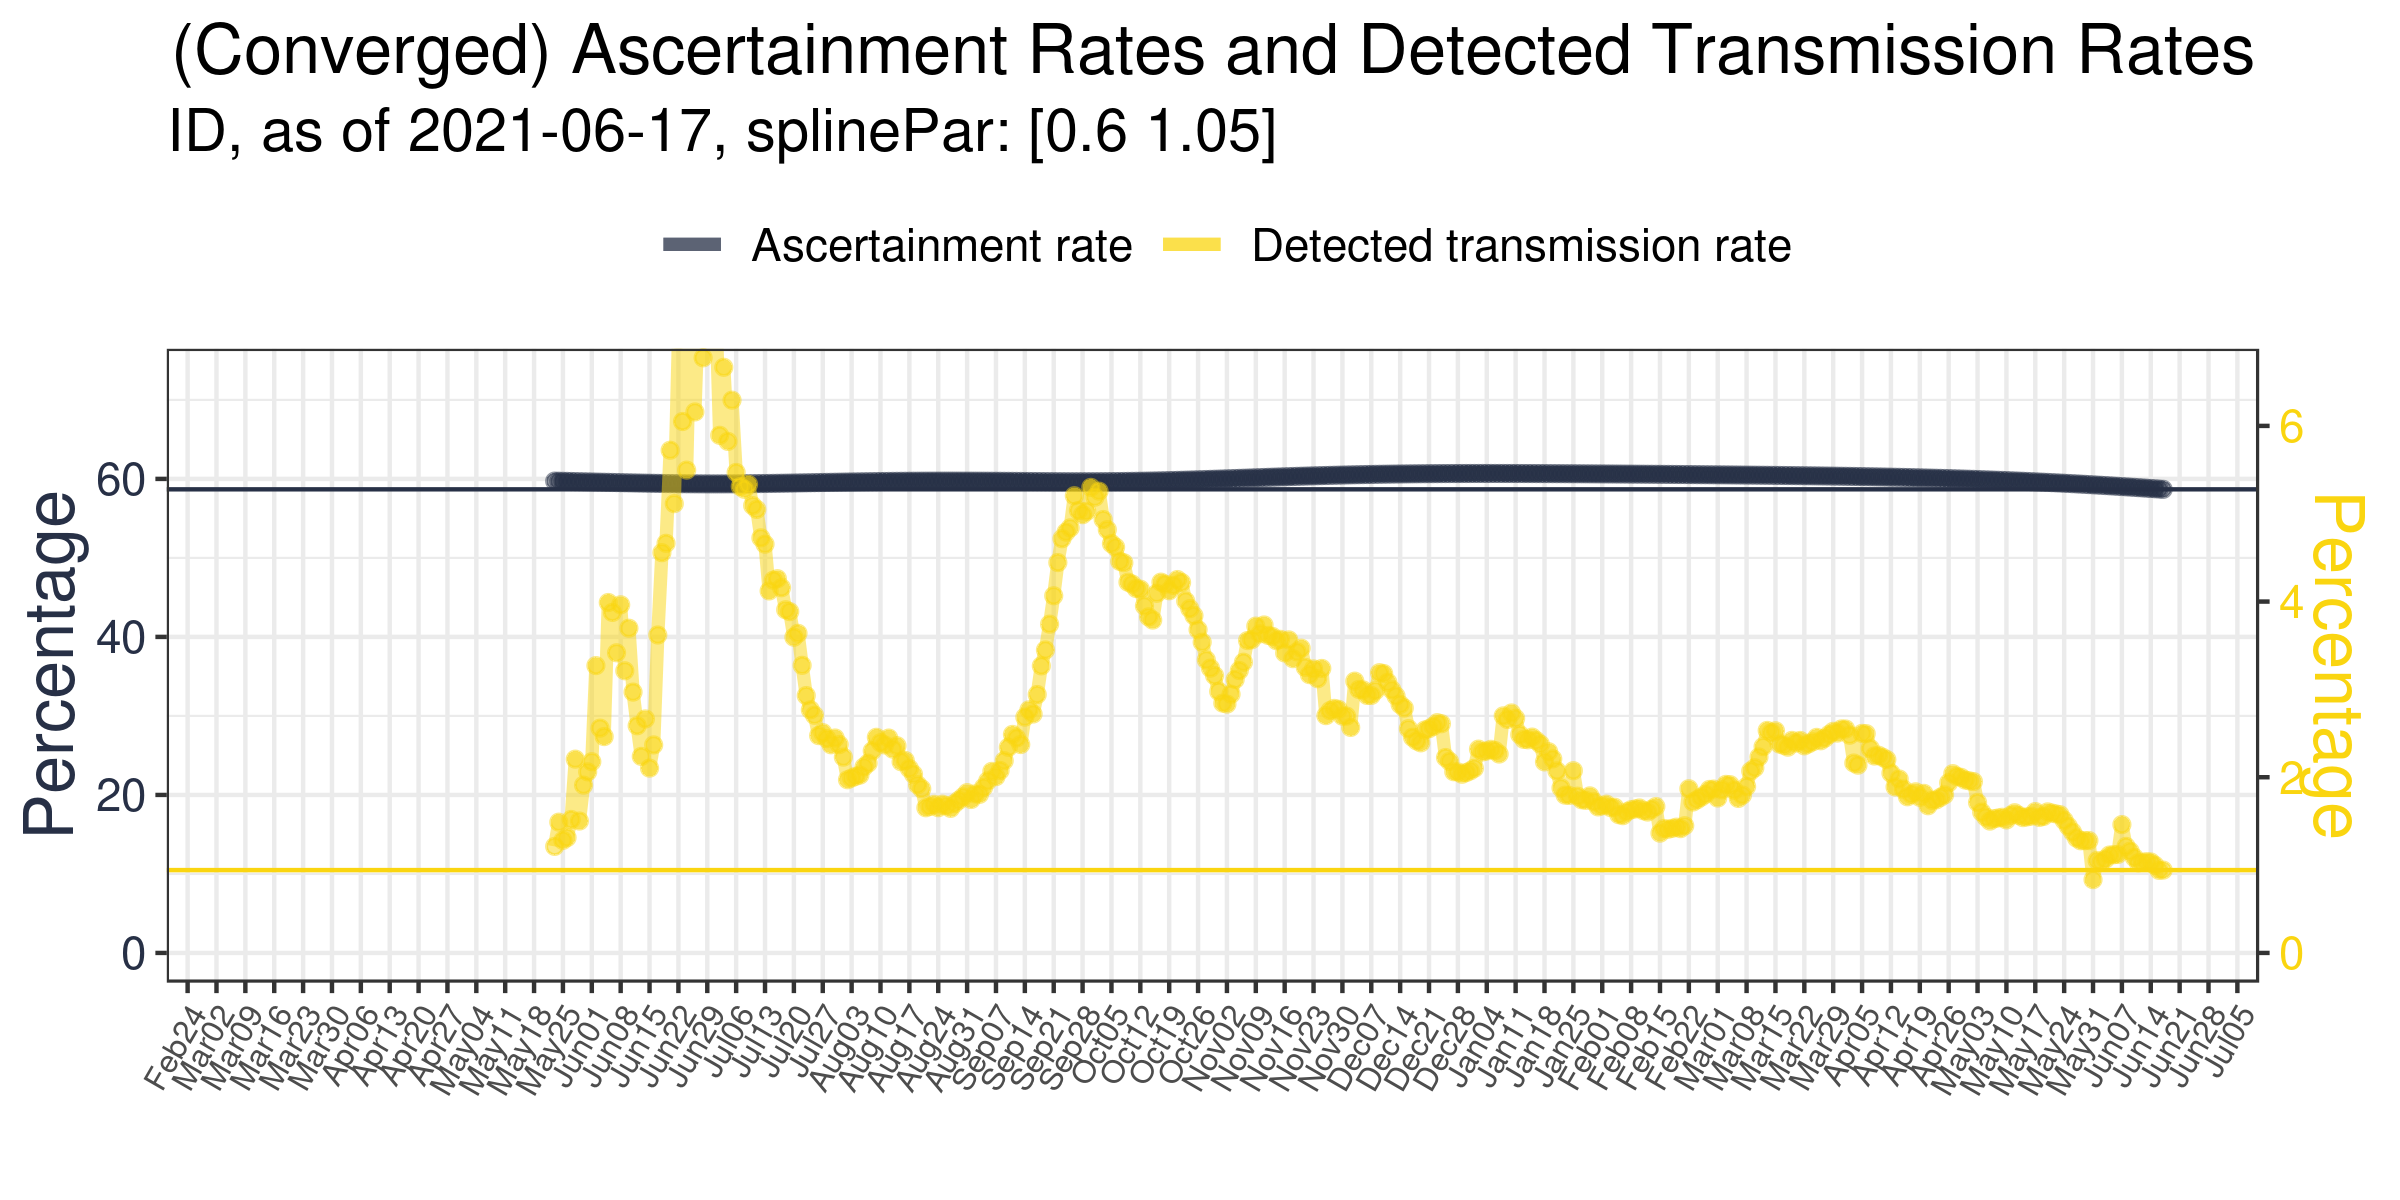 (Converged) Ascertainment Rates and Detected Transmission Rates
ID, as of 2021-06-17, splinePar: [0.6 1.05]
Ascertainment rate
Detected transmission rate
Percentage
60
40
20
0
6
4
2
0
Percentage
Feb24
Mar02
Mar09
Mar16
Mar23
Mar30
Apr06
Apr13
Apr20
Apr27
May04
May11
May18
May25
Jun01
Jun08
Jun15
Jun22
Jun29
Jul06
Jul13
Jul20
Jul27
Aug03
Aug10
Aug17
Aug24
Aug31
Sep07
Sep14
Sep21
Sep28
Oct05
Oct12
Oct19
Oct26
Nov02
Nov09
Nov16
Nov23
Nov30
Dec07
Dec14
Dec21
Dec28
Jan04
Jan11
Jan18
Jan25
Feb01
Feb08
Feb15
Feb22
Mar01
Mar08
Mar15
Mar22
Mar29
Apr05
Apr12
Apr19
Apr26
May03
May10
May17
May24
May31
Jun07
Jun14
Jun21
Jun28
Jul05